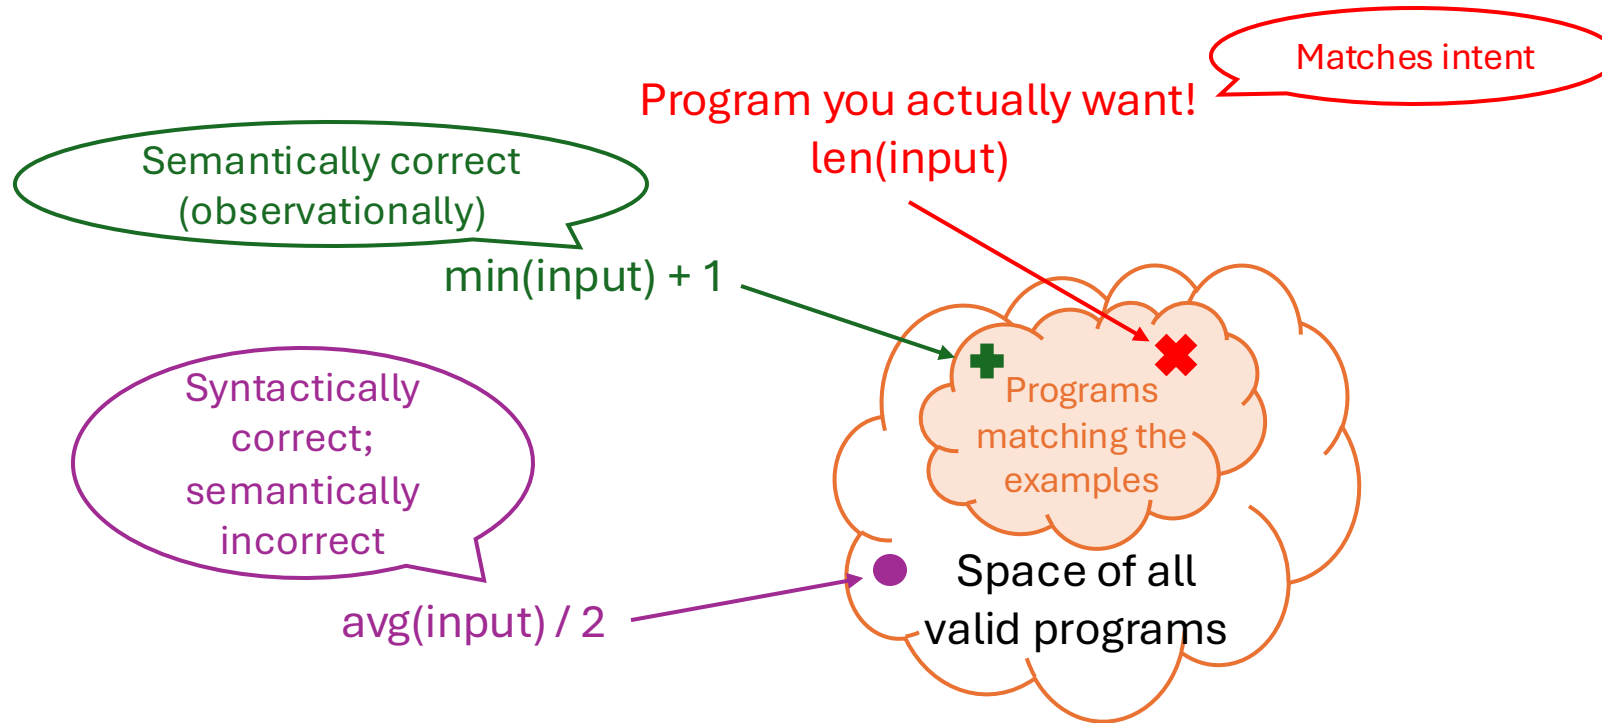 Matches intent
Program you actually want!
len(input)
Semantically correct
(observationally)
min(input) + 1
Syntactically
correct;
semantically
incorrect
avg(input) / 2
Programs
matching the
examples
Space of all
valid programs